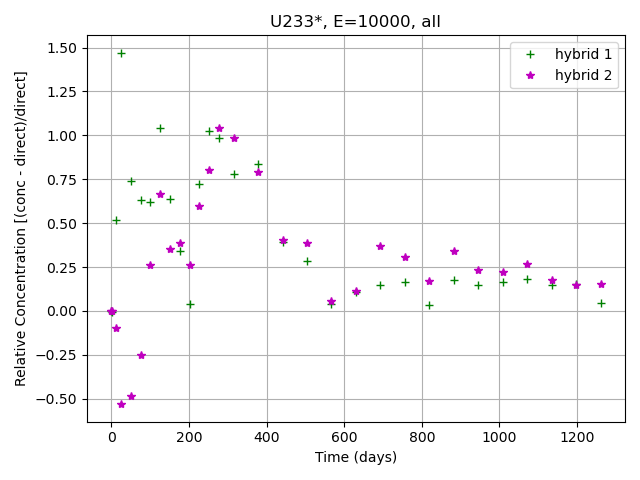 U233*, E=10000, all
hybrid 1
hybrid 2
Relative Concentration [(conc - direct)/direct]
1.50
1.25
1.00
0.75
0.50
0.25
0.00
−0.25
−0.50
0 200 400 600 800 1000 1200
Time (days)